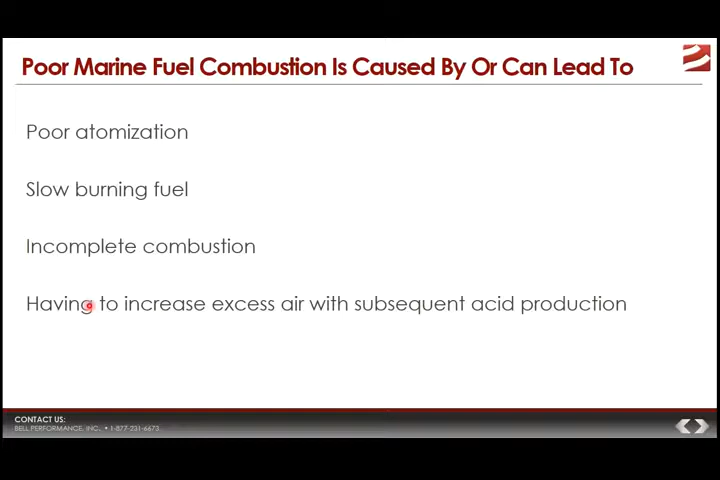 Poor Marine Fuel Combustion Is Caused By Or Can Lead To
Poor atomization
Slow burning fuel
Incomplete combustion
Having to increase excess air with subsequent acid production
CONTACT US:
BELL PERFORMANCE, INC. • 1-877-231-6673